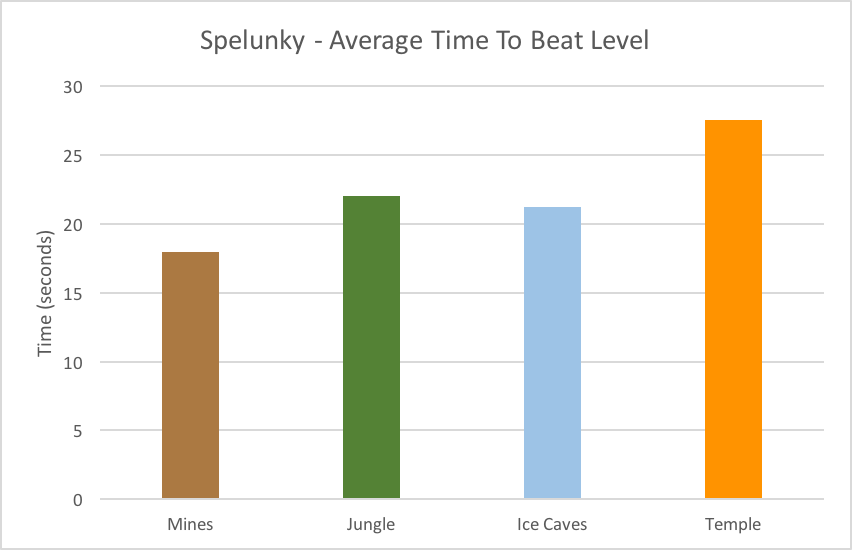 Spelunky - Average Time To Beat Level
Time (seconds)
30
25
20
15
10
5
0
Mines
Jungle
Ice Caves
Temple